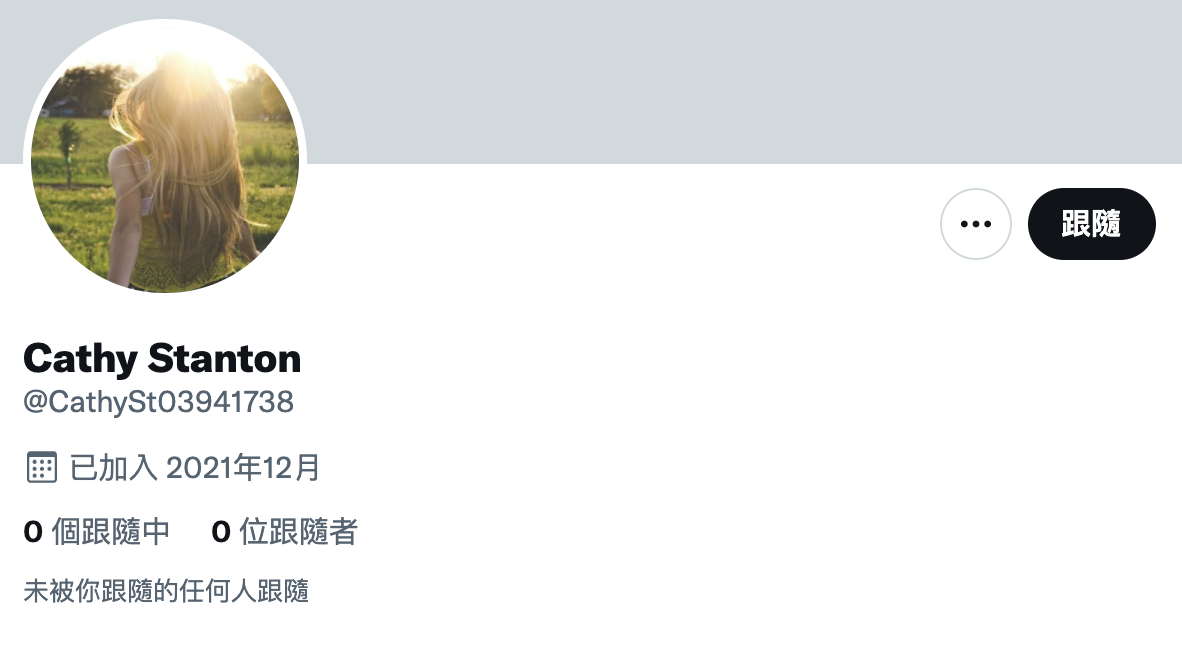 跟隨
Cathy Stanton
@CathySt03941738
已加入 2021年12月
0 個跟隨中 0 位跟隨者
未被你跟隨的任何人跟隨